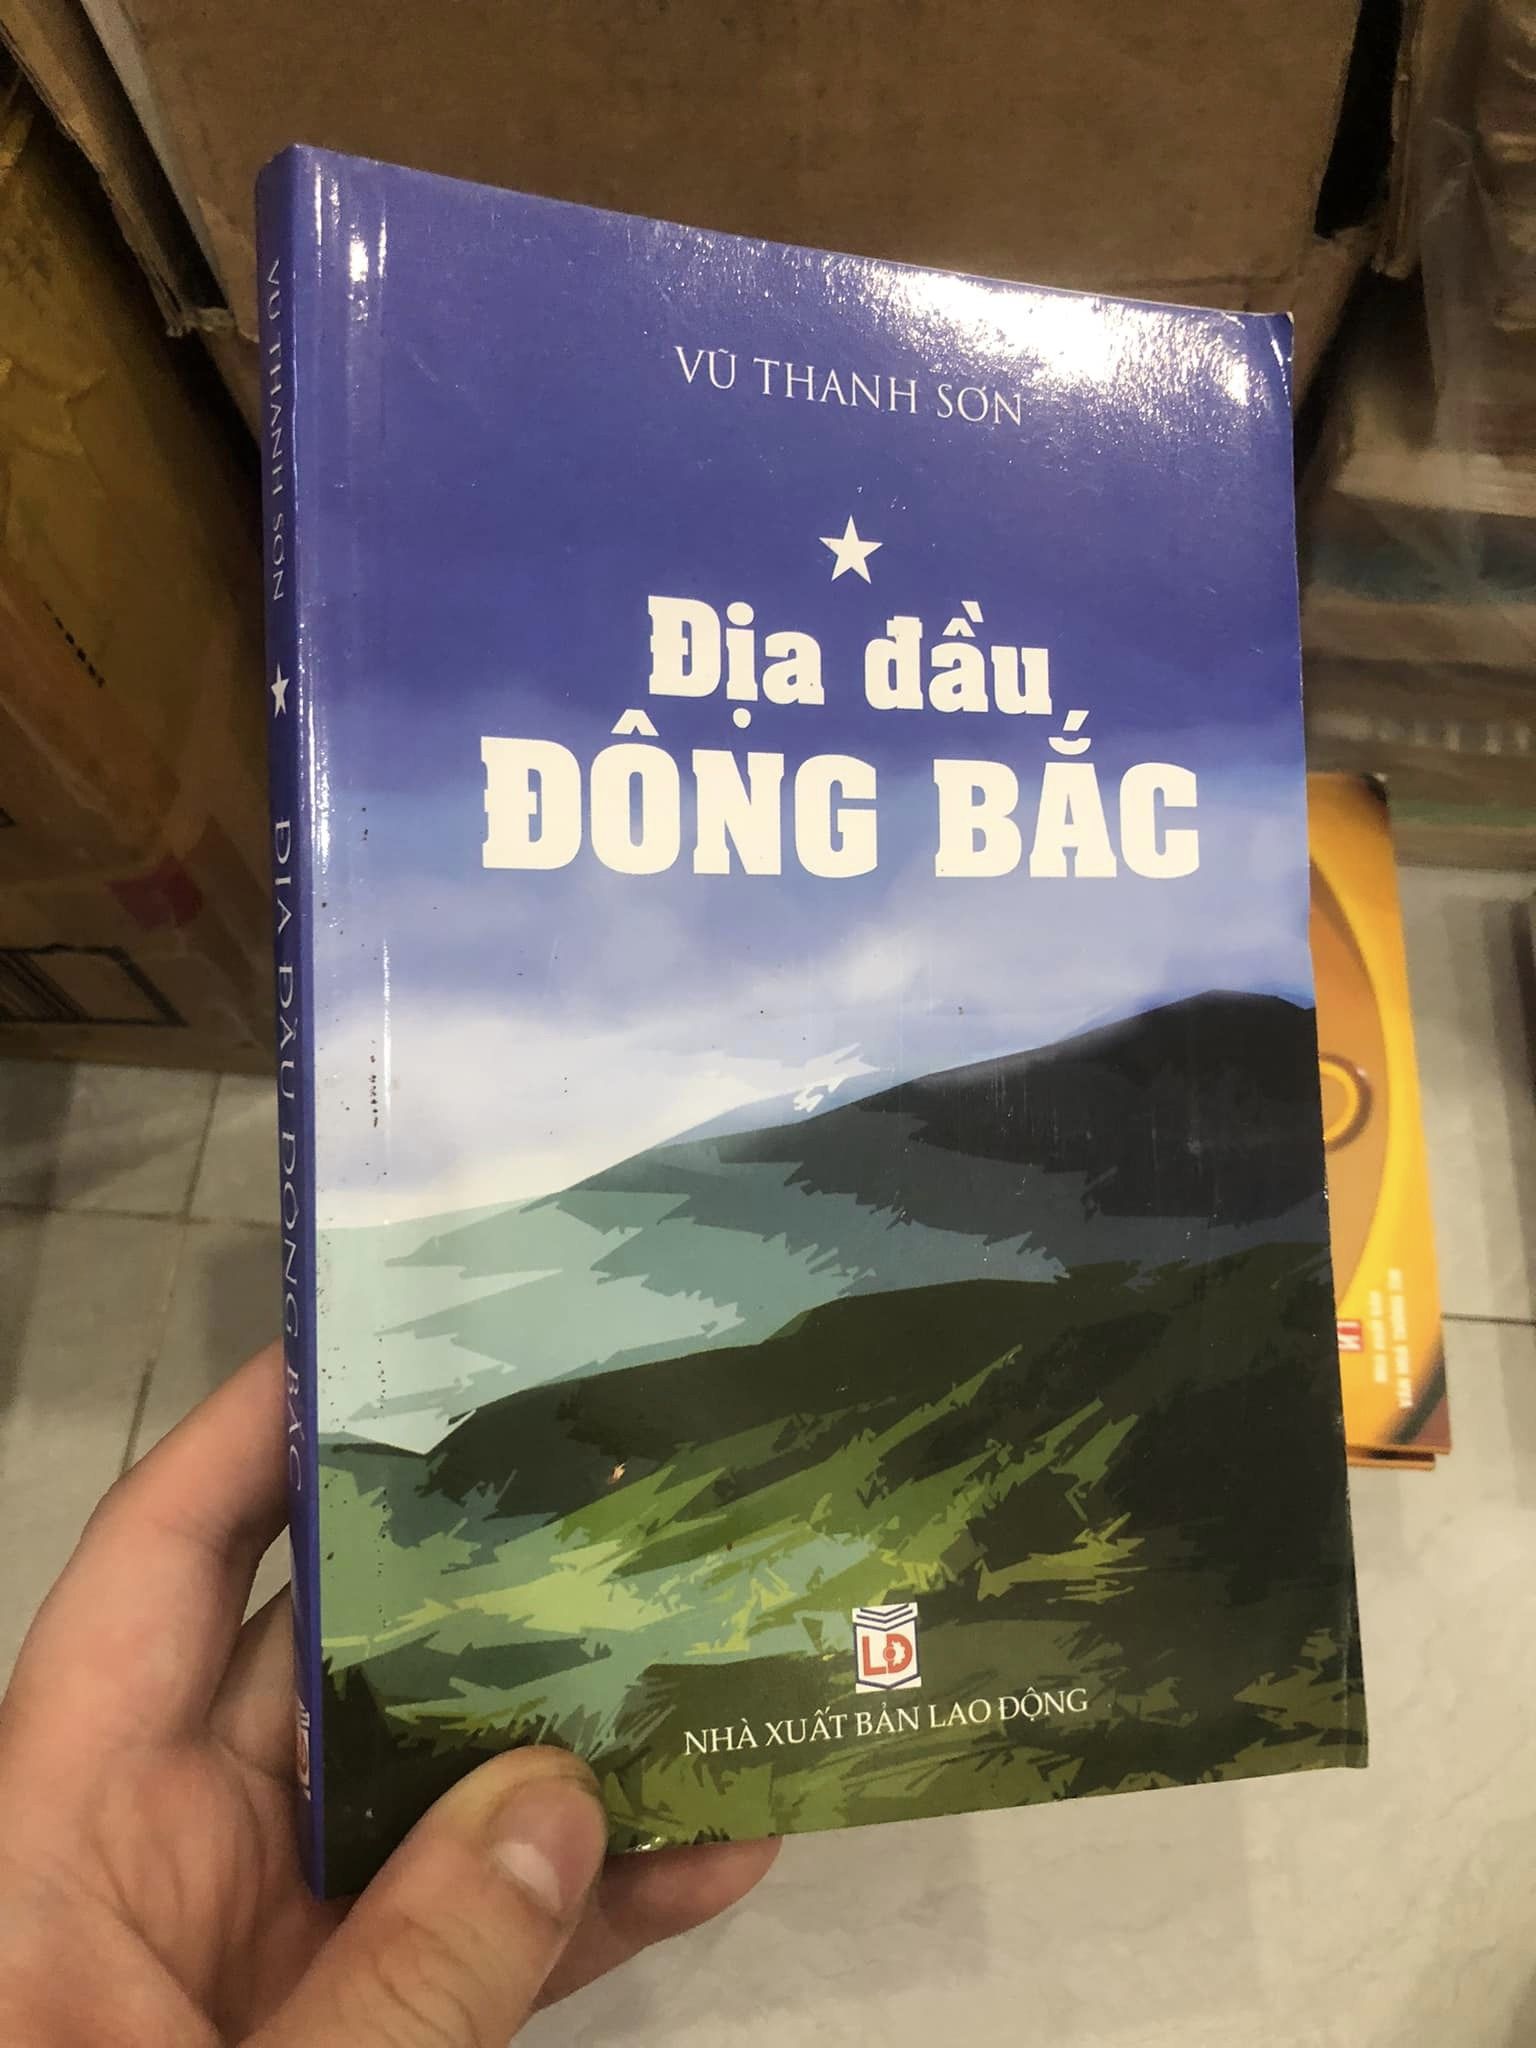 VŨ THANH SƠN
Địa đầu
ĐÔNG BẮC
LĐ
NHÀ XUẤT BẢN LAO ĐỘNG
VŨ THANH SƠN ĐỊA ĐẦU ĐÔNG BẮC